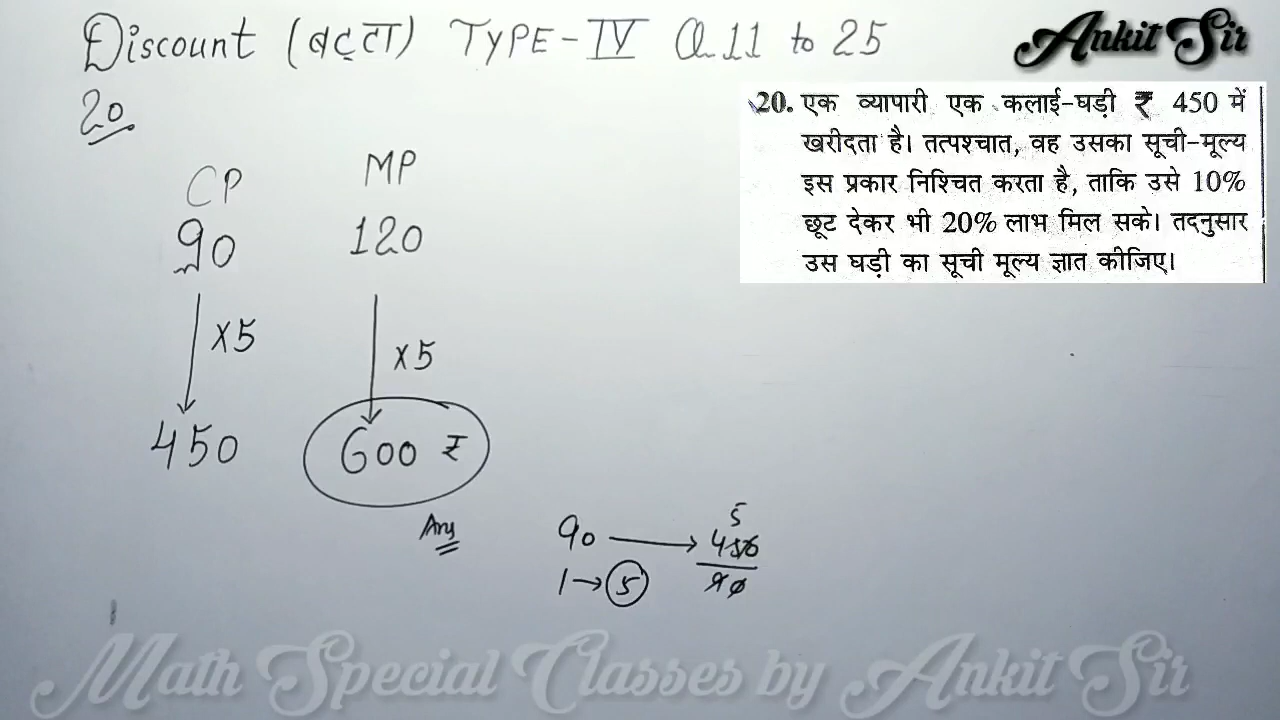 Discount (बट्टा) TYPE-IV Q.11 to 25
Ankit Sir
20
20. एक व्यापारी एक कलाई-घड़ी ₹ 450 में
खरीदता है। तत्पश्चात, वह उसका सूची-मूल्य
इस प्रकार निश्चित करता है, ताकि उसे 10%
छूट देकर भी 20% लाभ मिल सके। तदनुसार
उस घड़ी का सूची मूल्य ज्ञात कीजिए।
CP MP
90 120
×5 ×5
450 600 ₹
Ans
5
90 → 450
1 → 5 90
Math Special Classes by Ankit Sir